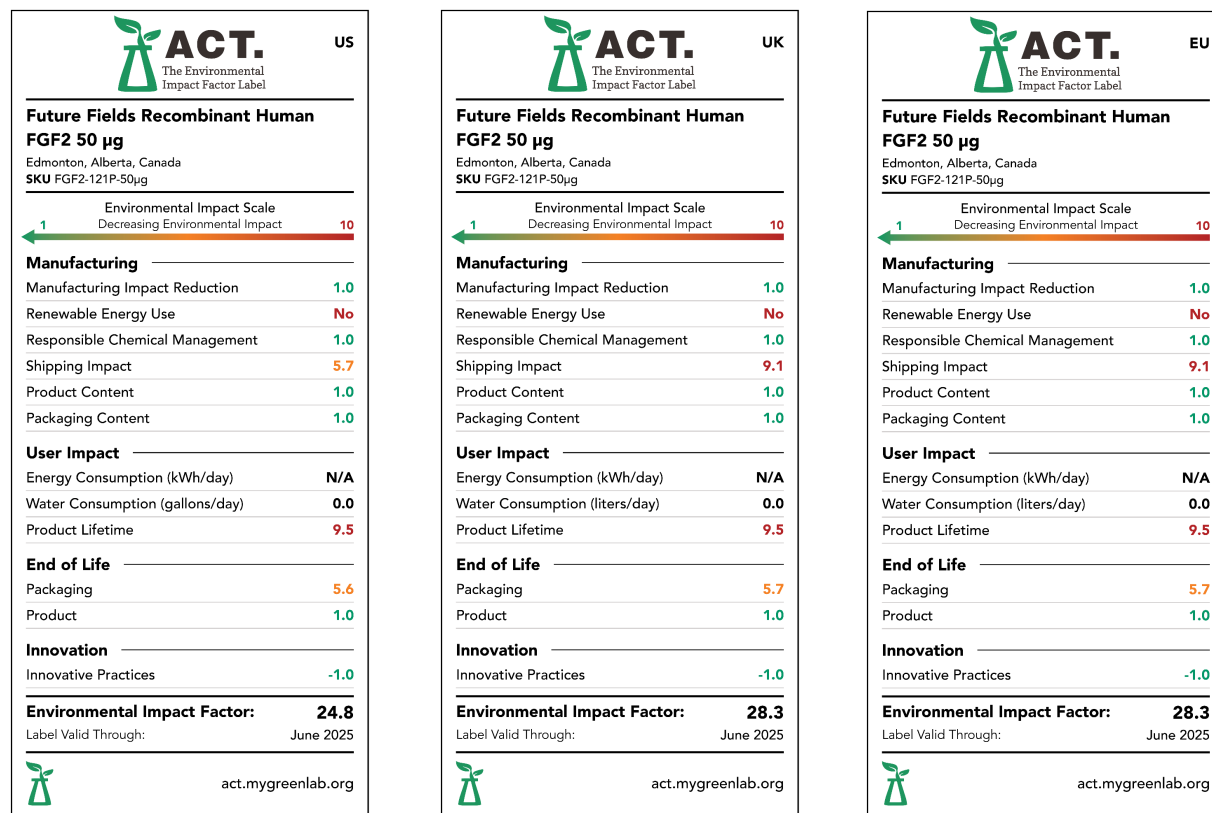 ACT.
US
The Environmental
Impact Factor Label
Future Fields Recombinant Human
FGF2 50 µg
Edmonton, Alberta, Canada
SKU FGF2-121P-50µg
Environmental Impact Scale
1 Decreasing Environmental Impact 10
Manufacturing
Manufacturing Impact Reduction 1.0
Renewable Energy Use No
Responsible Chemical Management 1.0
Shipping Impact 5.7
Product Content 1.0
Packaging Content 1.0
User Impact
Energy Consumption (kWh/day) N/A
Water Consumption (gallons/day) 0.0
Product Lifetime 9.5
End of Life
Packaging 5.6
Product 1.0
Innovation
Innovative Practices -1.0
Environmental Impact Factor: 24.8
Label Valid Through: June 2025
act.mygreenlab.org
ACT.
UK
The Environmental
Impact Factor Label
Future Fields Recombinant Human
FGF2 50 µg
Edmonton, Alberta, Canada
SKU FGF2-121P-50µg
Environmental Impact Scale
1 Decreasing Environmental Impact 10
Manufacturing
Manufacturing Impact Reduction 1.0
Renewable Energy Use No
Responsible Chemical Management 1.0
Shipping Impact 9.1
Product Content 1.0
Packaging Content 1.0
User Impact
Energy Consumption (kWh/day) N/A
Water Consumption (liters/day) 0.0
Product Lifetime 9.5
End of Life
Packaging 5.7
Product 1.0
Innovation
Innovative Practices -1.0
Environmental Impact Factor: 28.3
Label Valid Through: June 2025
act.mygreenlab.org
ACT.
EU
The Environmental
Impact Factor Label
Future Fields Recombinant Human
FGF2 50 µg
Edmonton, Alberta, Canada
SKU FGF2-121P-50µg
Environmental Impact Scale
1 Decreasing Environmental Impact 10
Manufacturing
Manufacturing Impact Reduction 1.0
Renewable Energy Use No
Responsible Chemical Management 1.0
Shipping Impact 9.1
Product Content 1.0
Packaging Content 1.0
User Impact
Energy Consumption (kWh/day) N/A
Water Consumption (liters/day) 0.0
Product Lifetime 9.5
End of Life
Packaging 5.7
Product 1.0
Innovation
Innovative Practices -1.0
Environmental Impact Factor: 28.3
Label Valid Through: June 2025
act.mygreenlab.org